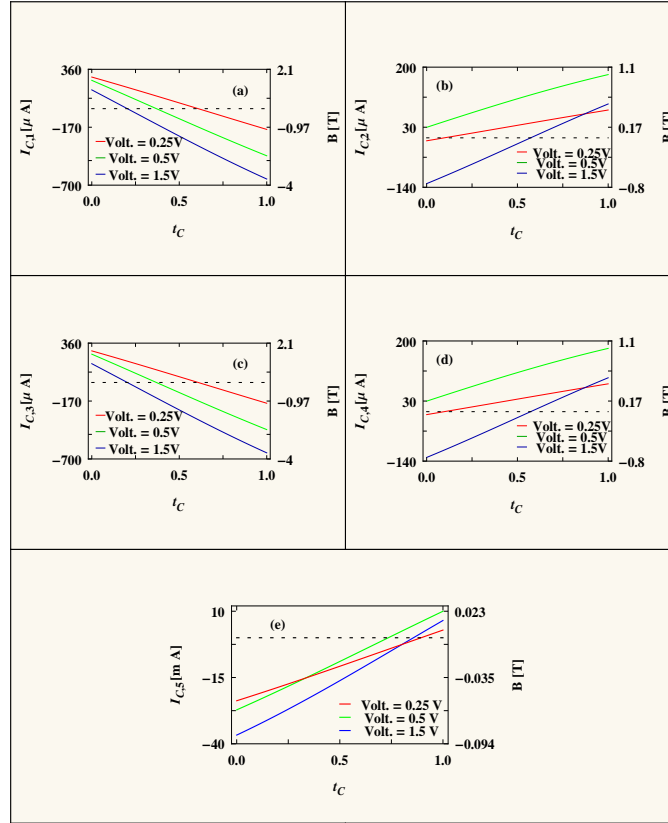 (a)
I_{C,1}[μ A]
360
−170
−700
2.1
−0.97
−4
B [T]
Volt. = 0.25V
Volt. = 0.5V
Volt. = 1.5V
0.0 0.5 1.0
t_C
(b)
I_{C,2}[μ A]
200
30
−140
1.1
0.17
−0.8
B [T]
Volt. = 0.25V
Volt. = 0.5V
Volt. = 1.5V
0.0 0.5 1.0
t_C
(c)
I_{C,3}[μ A]
360
−170
−700
2.1
−0.97
−4
B [T]
Volt. = 0.25V
Volt. = 0.5V
Volt. = 1.5V
0.0 0.5 1.0
t_C
(d)
I_{C,4}[μ A]
200
30
−140
1.1
0.17
−0.8
B [T]
Volt. = 0.25V
Volt. = 0.5V
Volt. = 1.5V
0.0 0.5 1.0
t_C
(e)
I_{C,5}[m A]
10
−15
−40
0.023
−0.035
−0.094
B [T]
Volt. = 0.25 V
Volt. = 0.5 V
Volt. = 1.5 V
0.0 0.5 1.0
t_C